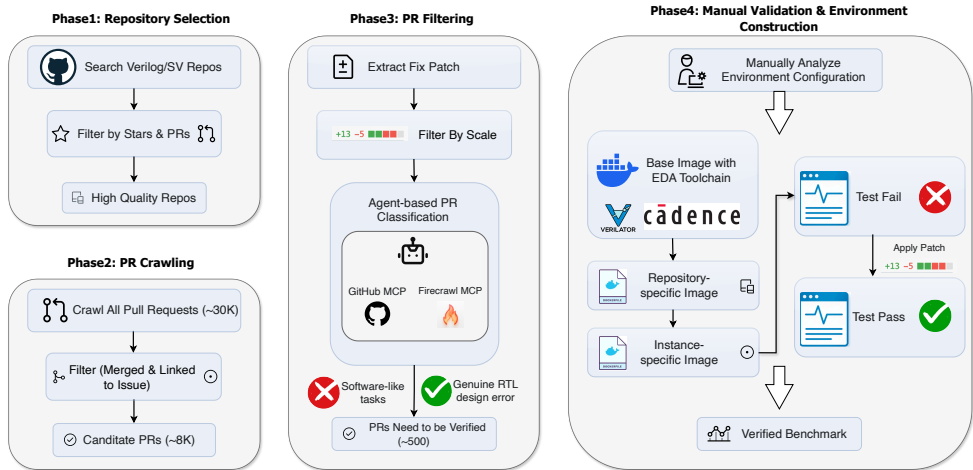 Phase1: Repository Selection
Search Verilog/SV Repos
Filter by Stars & PRs
High Quality Repos
Phase2: PR Crawling
Crawl All Pull Requests (~30K)
Filter (Merged & Linked
to Issue)
Canditate PRs (~8K)
Phase3: PR Filtering
Extract Fix Patch
+13 −5 Filter By Scale
Agent-based PR
Classification
GitHub MCP
Firecrawl MCP
Software-like
tasks
Genuine RTL
design error
PRs Need to be Verified
(~500)
Phase4: Manual Validation & Environment
Construction
Manually Analyze
Environment Configuration
Base Image with
EDA Toolchain
VERILATOR
cādence
Repository-
specific Image
Instance-
specific Image
Test Fail
Apply Patch
+13 −5
Test Pass
Verified Benchmark